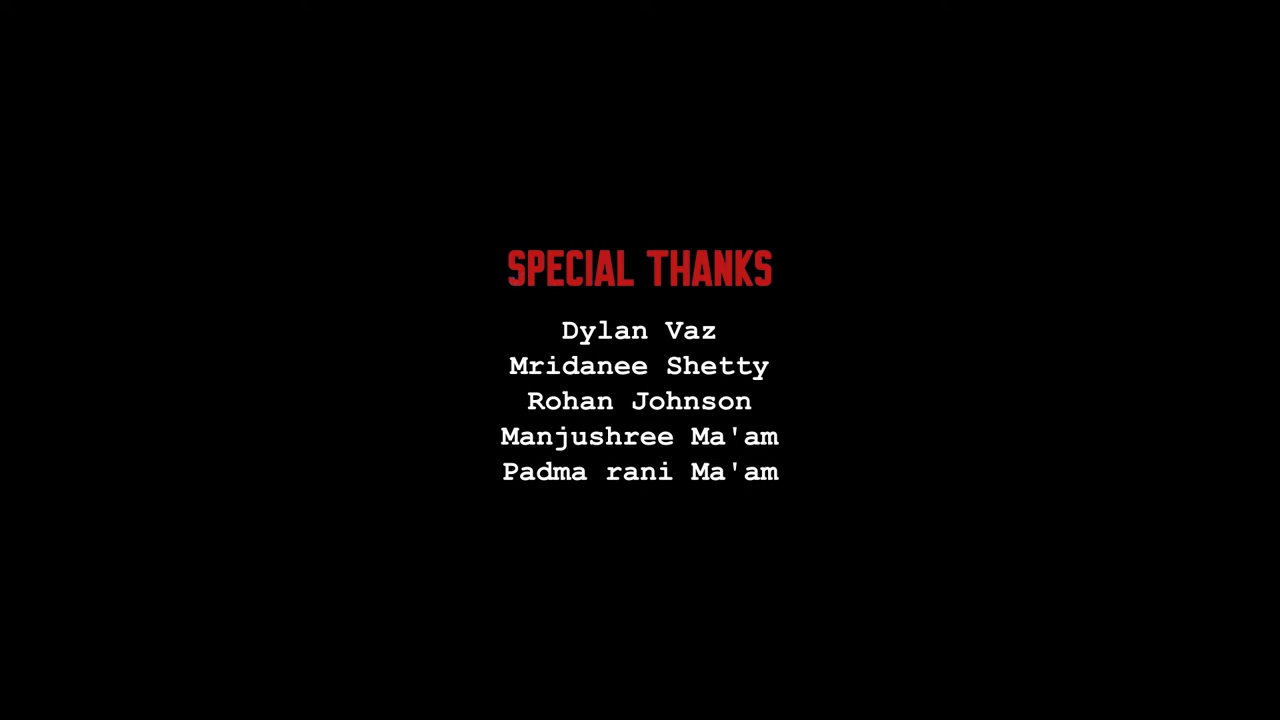 SPECIAL THANKS
Dylan Vaz
Mridanee Shetty
Rohan Johnson
Manjushree Ma'am
Padma rani Ma'am